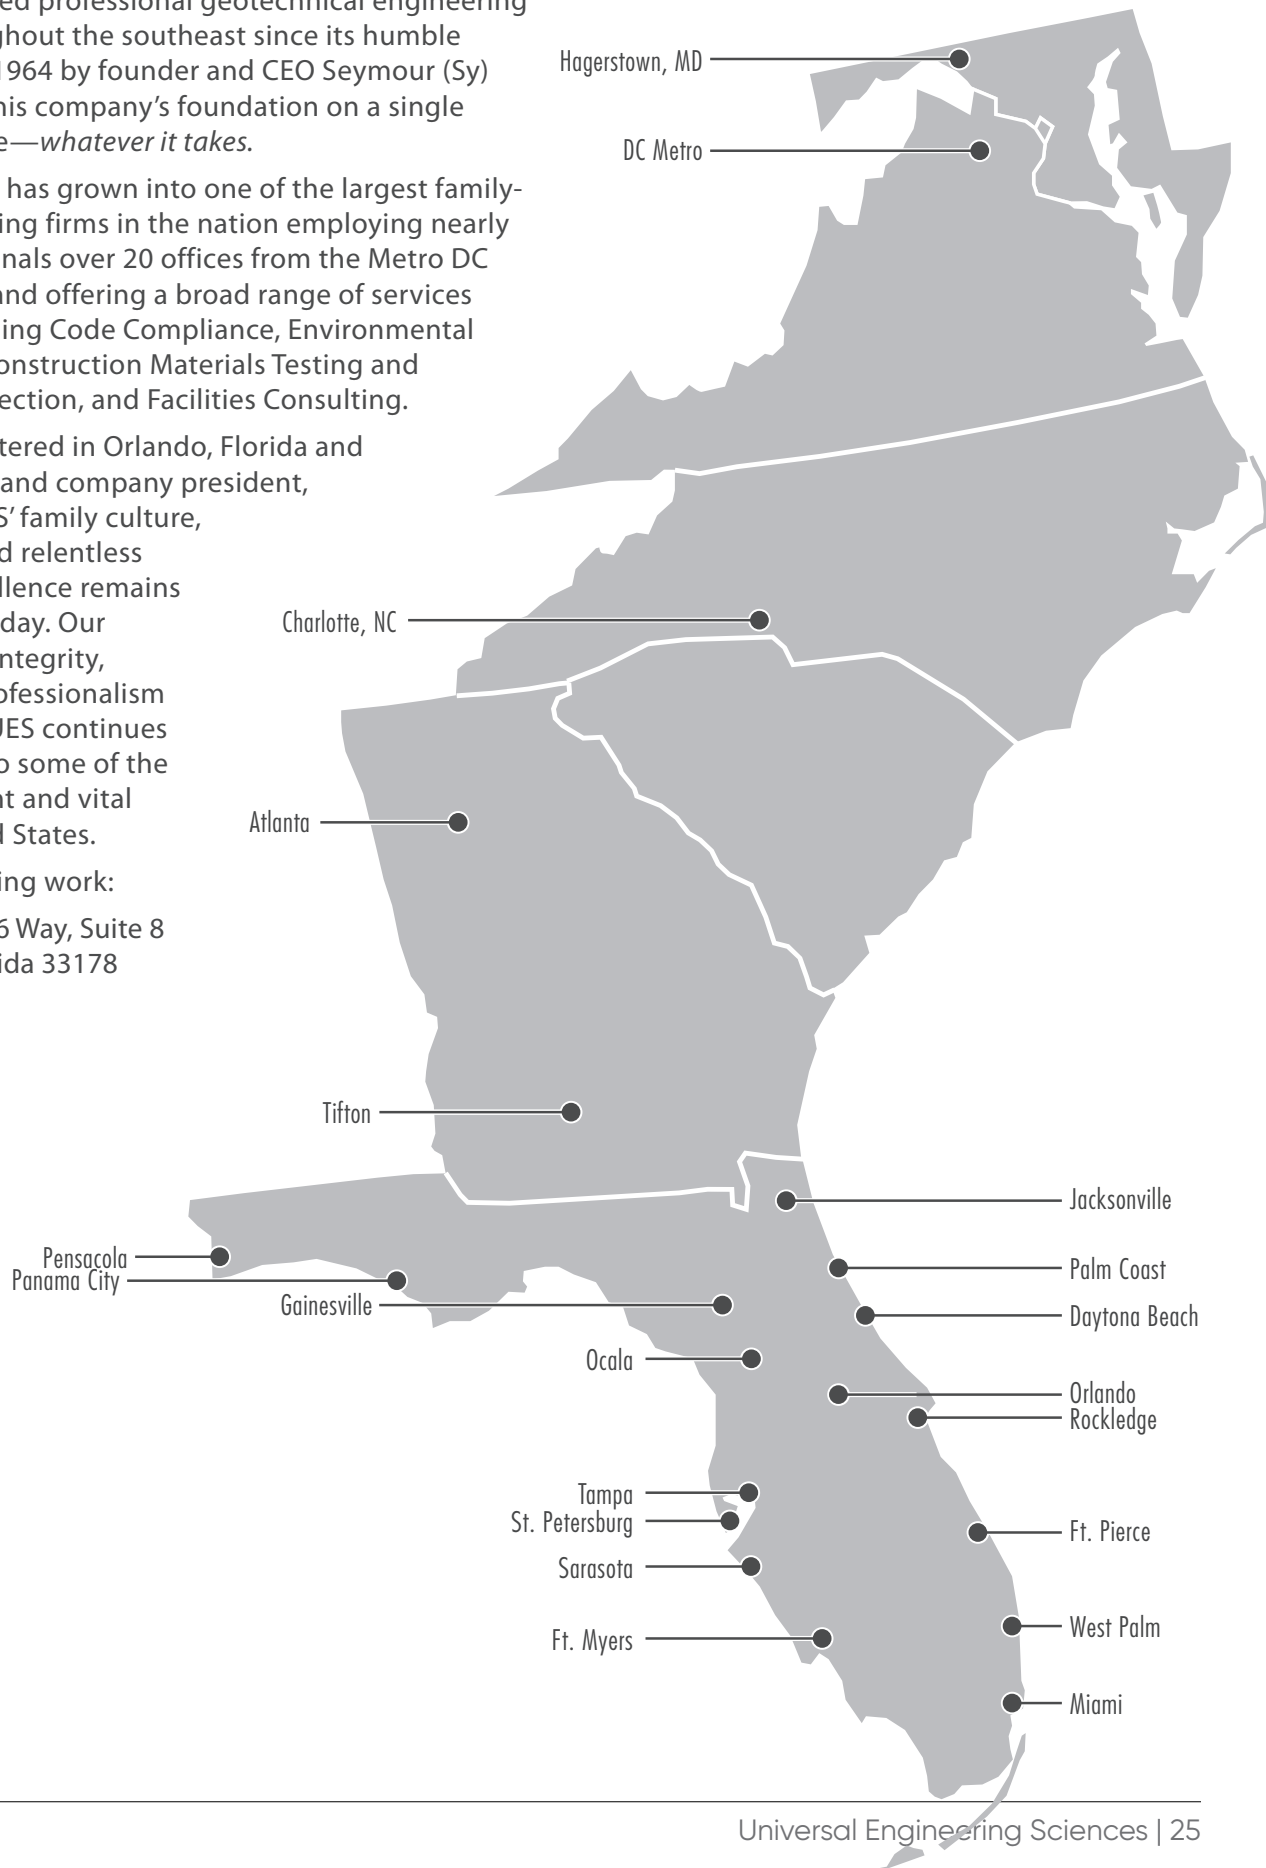 ed professional geotechnical engineering
ghout the southeast since its humble
1964 by founder and CEO Seymour (Sy)
his company’s foundation on a single
e—whatever it takes.
has grown into one of the largest family-
ing firms in the nation employing nearly
nals over 20 offices from the Metro DC
and offering a broad range of services
ing Code Compliance, Environmental
onstruction Materials Testing and
ection, and Facilities Consulting.
tered in Orlando, Florida and
and company president,
S’ family culture,
d relentless
llence remains
day. Our
ntegrity,
ofessionalism
UES continues
o some of the
nt and vital
d States.
ing work:
6 Way, Suite 8
ida 33178
Hagerstown, MD
DC Metro
Charlotte, NC
Atlanta
Tifton
Jacksonville
Pensacola
Panama City
Palm Coast
Gainesville
Daytona Beach
Ocala
Orlando
Rockledge
Tampa
St. Petersburg
Ft. Pierce
Sarasota
West Palm
Ft. Myers
Miami
Universal Engineering Sciences | 25